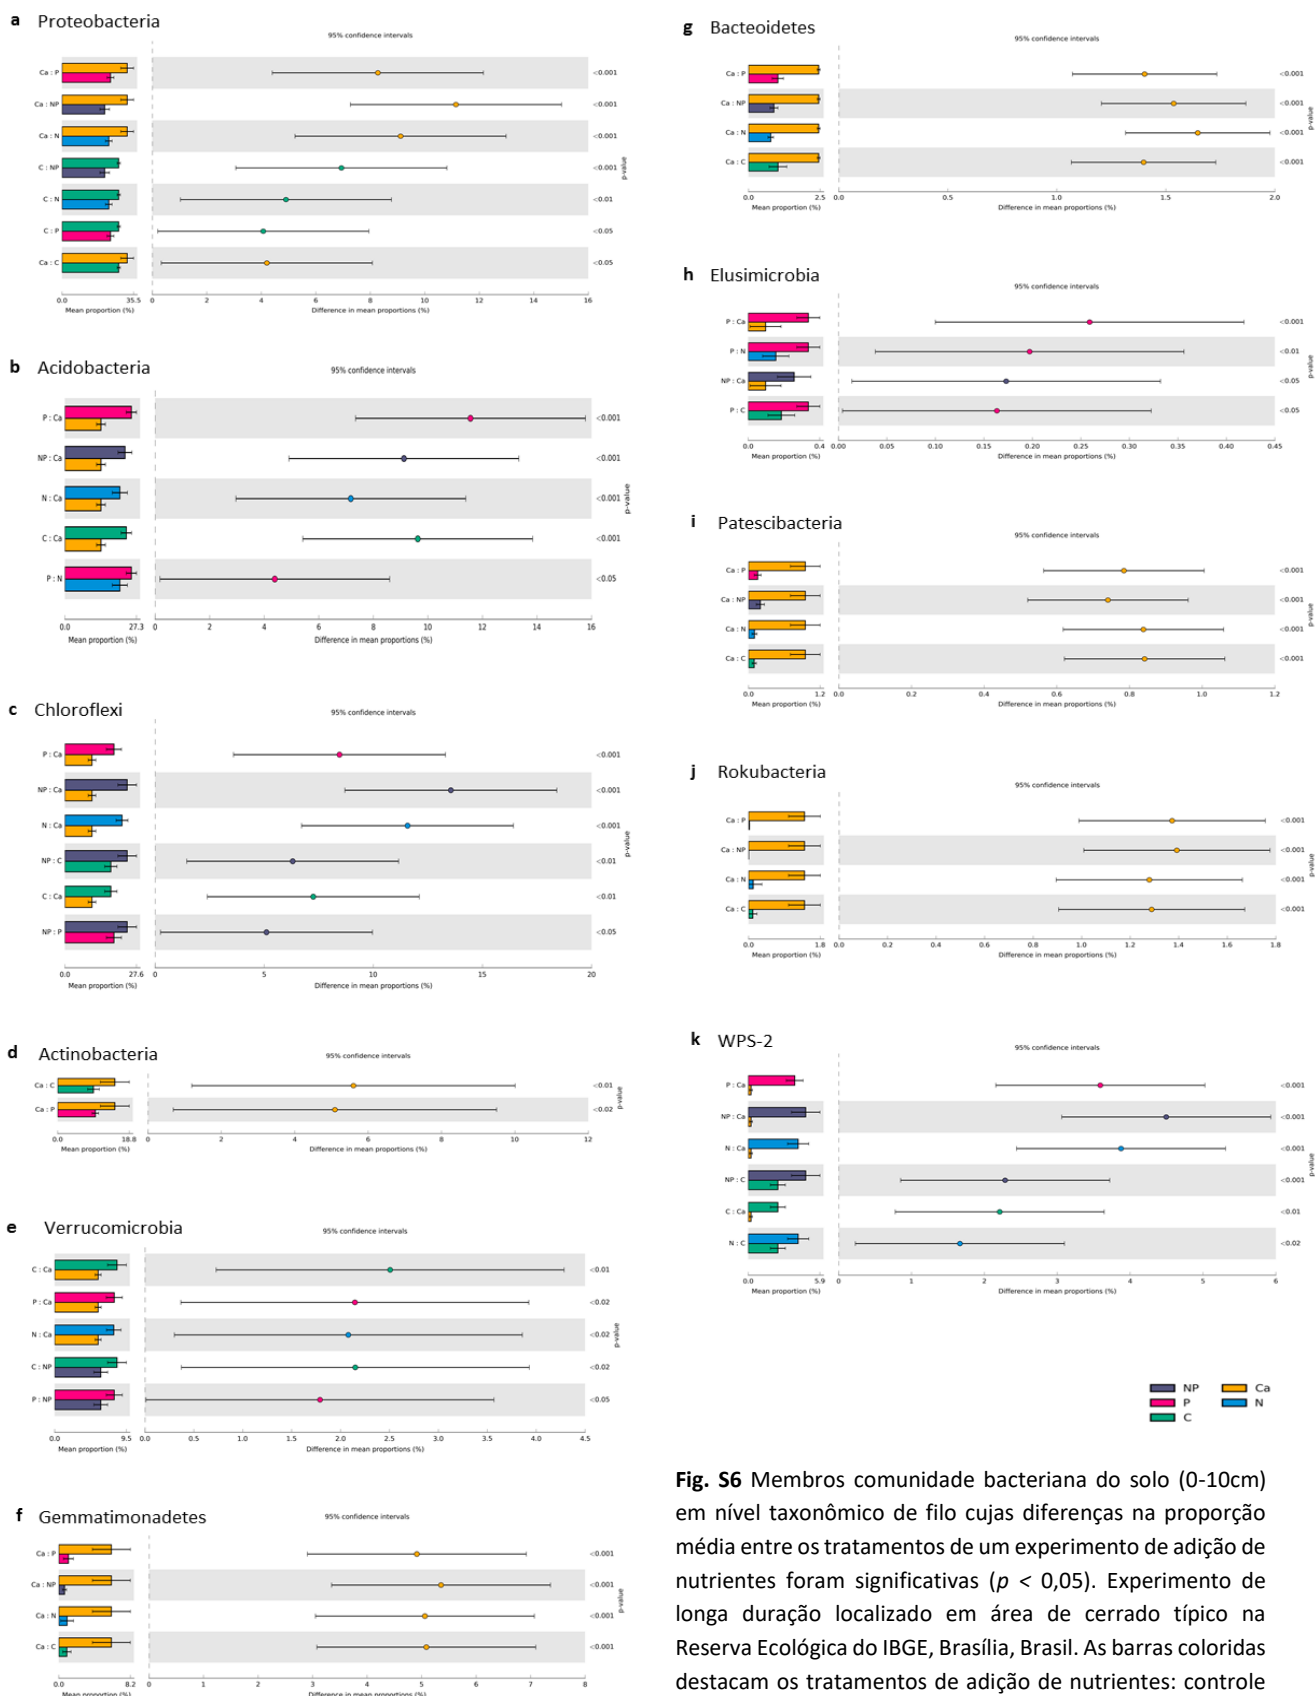 a Proteobacteria
95% confidence intervals
Ca : P
<0.001
Ca : NP
<0.001
Ca : N
<0.001
C : NP
<0.001
C : N
<0.01
C : P
<0.05
Ca : C
<0.05
p-value
0.0 35.5 0 2 4 6 8 10 12 14 16
Mean proportion (%) Difference in mean proportions (%)
b Acidobacteria
95% confidence intervals
P : Ca
<0.001
NP : Ca
<0.001
N : Ca
<0.001
C : Ca
<0.001
P : N
<0.05
p-value
0.0 27.3 0 2 4 6 8 10 12 14 16
Mean proportion (%) Difference in mean proportions (%)
c Chloroflexi
95% confidence intervals
P : Ca
<0.001
NP : Ca
<0.001
N : Ca
<0.001
NP : C
<0.01
C : Ca
<0.01
NP : P
<0.05
p-value
0.0 27.6 0 5 10 15 20
Mean proportion (%) Difference in mean proportions (%)
d Actinobacteria
95% confidence intervals
Ca : C
<0.01
Ca : P
<0.02
p-value
0.0 18.8 0 2 4 6 8 10 12
Mean proportion (%) Difference in mean proportions (%)
e Verrucomicrobia
95% confidence intervals
C : Ca
<0.01
P : Ca
<0.02
N : Ca
<0.02
C : NP
<0.02
P : NP
<0.05
p-value
0.0 9.5 0.0 0.5 1.0 1.5 2.0 2.5 3.0 3.5 4.0 4.5
Mean proportion (%) Difference in mean proportions (%)
f Gemmatimonadetes
95% confidence intervals
Ca : P
<0.001
Ca : NP
<0.001
Ca : N
<0.001
Ca : C
<0.001
p-value
0.0 8.2 0 1 2 3 4 5 6 7 8
Mean proportion (%) Difference in mean proportions (%)
g Bacteoidetes
95% confidence intervals
Ca : P
<0.001
Ca : NP
<0.001
Ca : N
<0.001
Ca : C
<0.001
p-value
0.0 2.5 0.0 0.5 1.0 1.5 2.0
Mean proportion (%) Difference in mean proportions (%)
h Elusimicrobia
95% confidence intervals
P : Ca
<0.001
P : N
<0.01
NP : Ca
<0.05
P : C
<0.05
p-value
0.0 0.4 0.00 0.05 0.10 0.15 0.20 0.25 0.30 0.35 0.40 0.45
Mean proportion (%) Difference in mean proportions (%)
i Patescibacteria
95% confidence intervals
Ca : P
<0.001
Ca : NP
<0.001
Ca : N
<0.001
Ca : C
<0.001
p-value
0.0 1.2 0.0 0.2 0.4 0.6 0.8 1.0 1.2
Mean proportion (%) Difference in mean proportions (%)
j Rokubacteria
95% confidence intervals
Ca : P
<0.001
Ca : NP
<0.001
Ca : N
<0.001
Ca : C
<0.001
p-value
0.0 1.8 0.0 0.2 0.4 0.6 0.8 1.0 1.2 1.4 1.6 1.8
Mean proportion (%) Difference in mean proportions (%)
k WPS-2
95% confidence intervals
P : Ca
<0.001
NP : Ca
<0.001
N : Ca
<0.001
NP : C
<0.001
C : Ca
<0.01
N : C
<0.02
p-value
0.0 5.9 0 1 2 3 4 5 6
Mean proportion (%) Difference in mean proportions (%)
NP Ca
P N
C
Fig. S6 Membros comunidade bacteriana do solo (0-10cm)
em nível taxonômico de filo cujas diferenças na proporção
média entre os tratamentos de um experimento de adição de
nutrientes foram significativas (p < 0,05). Experimento de
longa duração localizado em área de cerrado típico na
Reserva Ecológica do IBGE, Brasília, Brasil. As barras coloridas
destacam os tratamentos de adição de nutrientes: controle